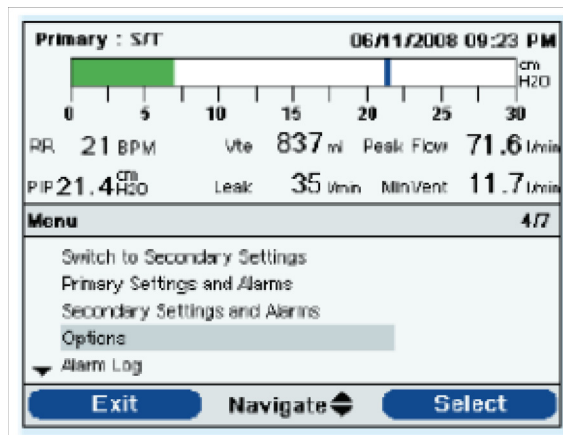 Primary : S/T 06/11/2008 09:23 PM
cm
H2O
0 5 10 15 20 25 30
RR 21 BPM Vte 837 ml Peak Flow 71.6 l/min
PIP 21.4 cm H2O Leak 35 l/min MinVent 11.7 l/min
Menu 4/7
Switch to Secondary Settings
Primary Settings and Alarms
Secondary Settings and Alarms
Options
Alarm Log
Exit Navigate Select